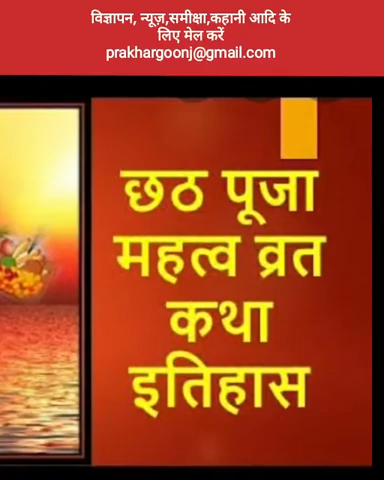 विज्ञापन, न्यूज़,समीक्षा,कहानी आदि के
लिए मेल करें
prakhargoonj@gmail.com
छठ पूजा
महत्व व्रत
कथा
इतिहास